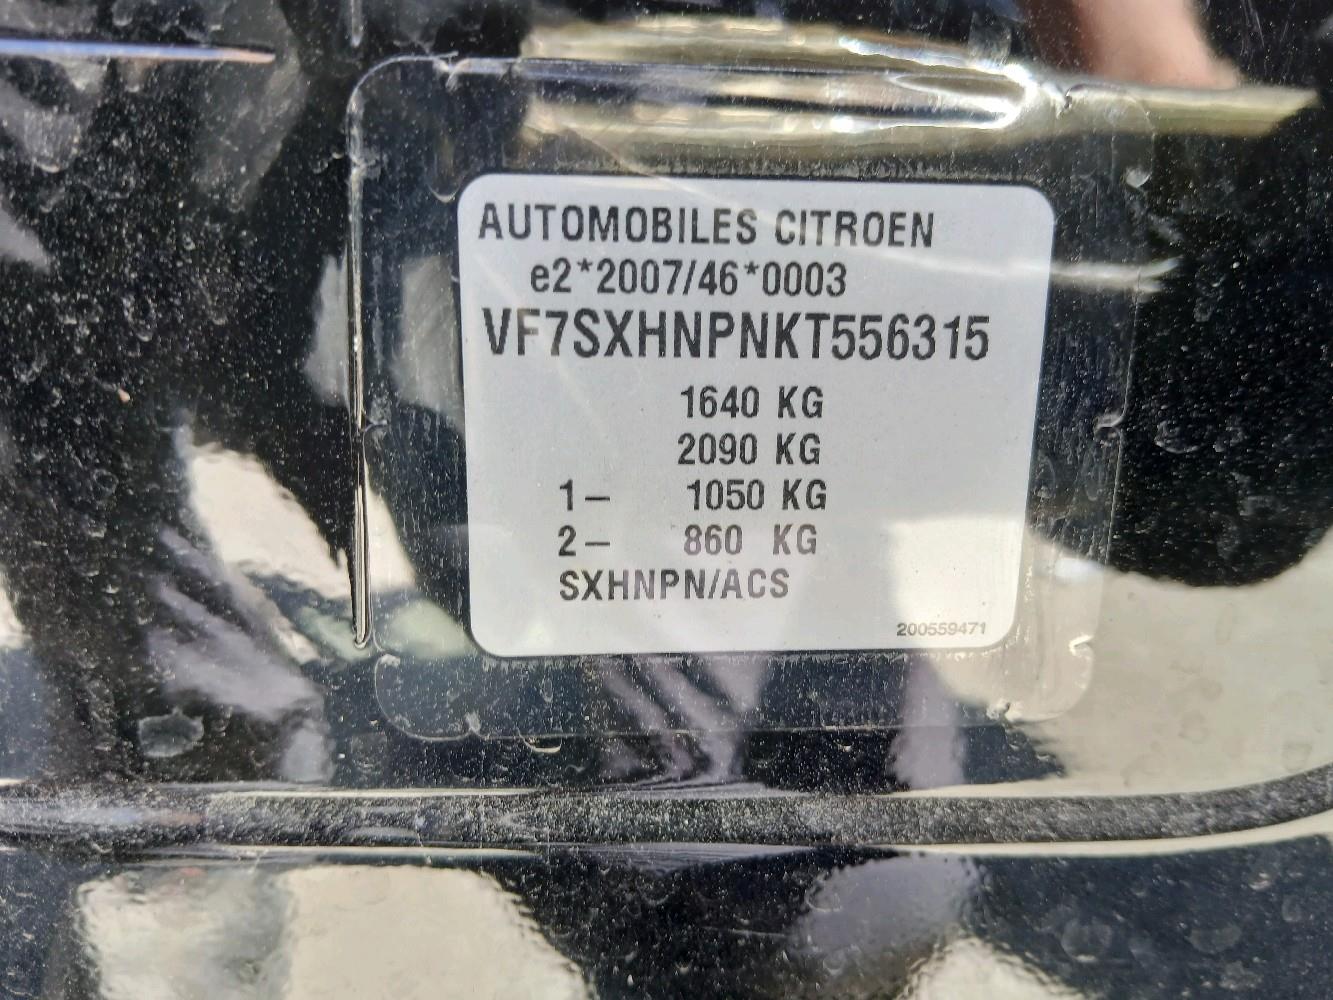 AUTOMOBILES CITROEN
e2*2007/46*0003
VF7SXHNPNKT556315
1640 KG
2090 KG
1- 1050 KG
2- 860 KG
SXHNPN/ACS
200559471